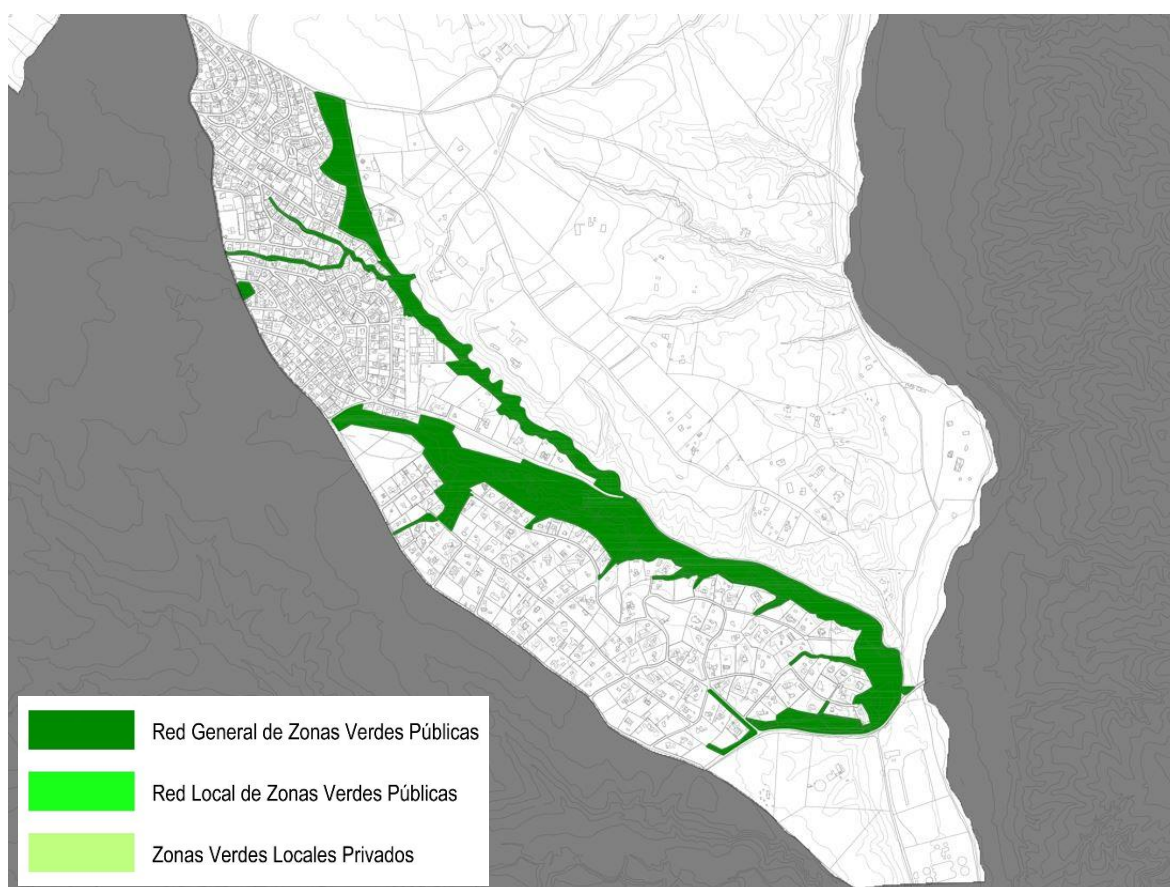 Red General de Zonas Verdes Públicas
Red Local de Zonas Verdes Públicas
Zonas Verdes Locales Privados